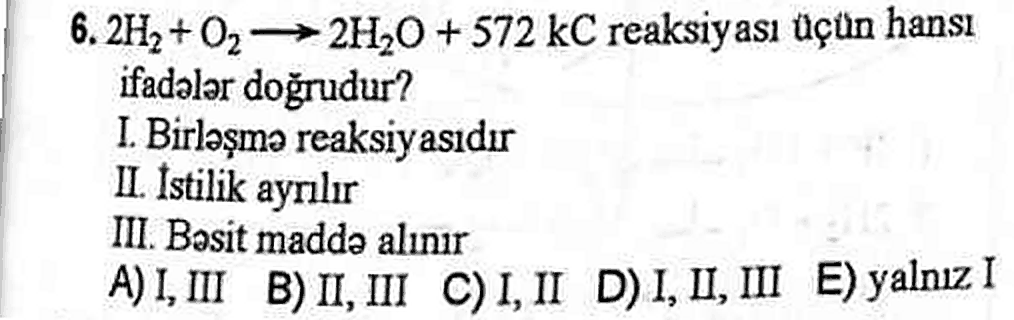 6. 2H₂ + O₂ ⟶ 2H₂O + 572 kC reaksiyası üçün hansı
ifadələr doğrudur?
I. Birləşmə reaksiyasıdır
II. İstilik ayrılır
III. Bəsit maddə alınır
A) I, III B) II, III C) I, II D) I, II, III E) yalnız I